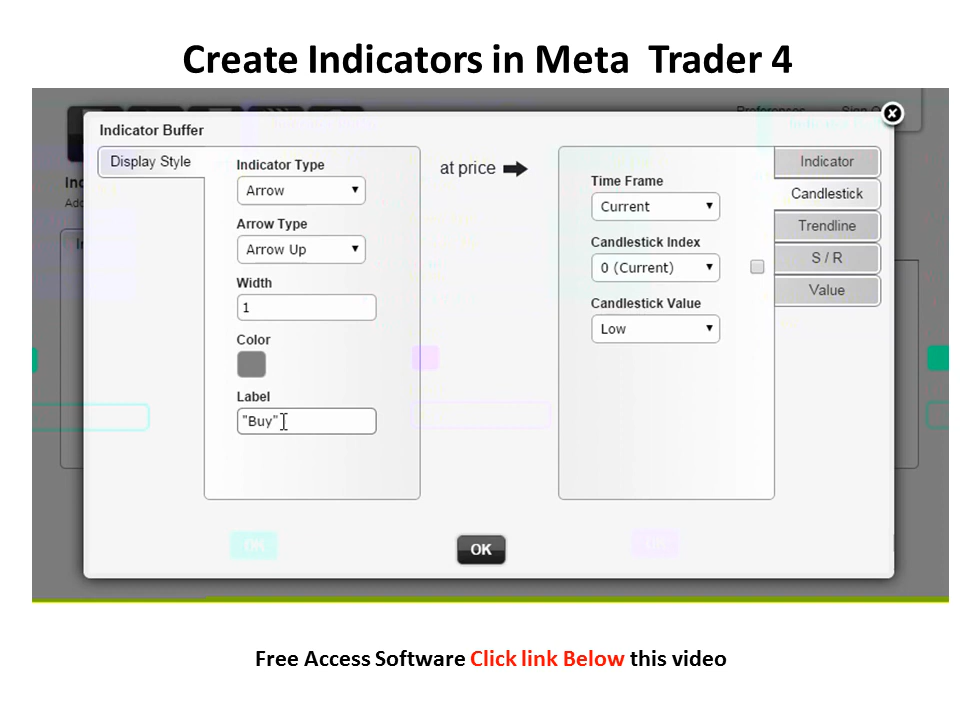 Create Indicators in Meta Trader 4
Preferences
Indicator Buffer
Display Style
Indicator Type
Arrow
Arrow Type
Arrow Up
Width
1
Color
Label
"Buy"
at price
Time Frame
Current
Candlestick Index
0 (Current)
Candlestick Value
Low
Indicator
Candlestick
Trendline
S / R
Value
OK
Free Access Software Click link Below this video